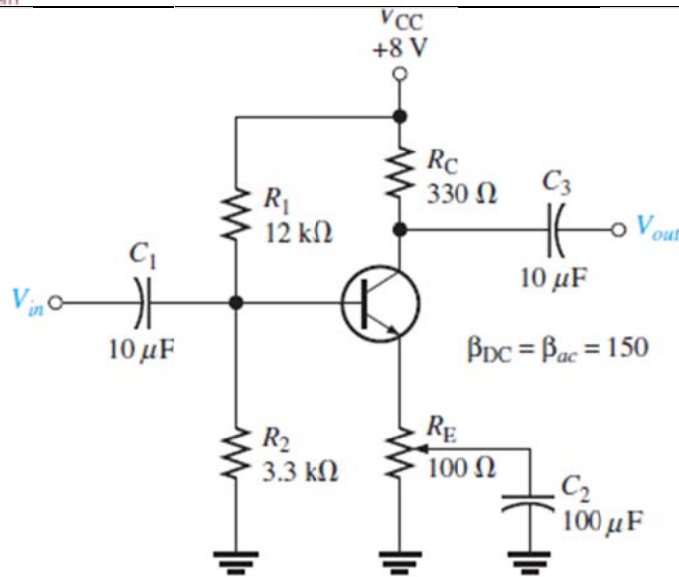 VCC
+8 V
RC
330 Ω
C3
Vout
R1
12 kΩ
C1
Vin
10 μF
10 μF
βDC = βac = 150
R2
3.3 kΩ
RE
100 Ω
C2
100 μF